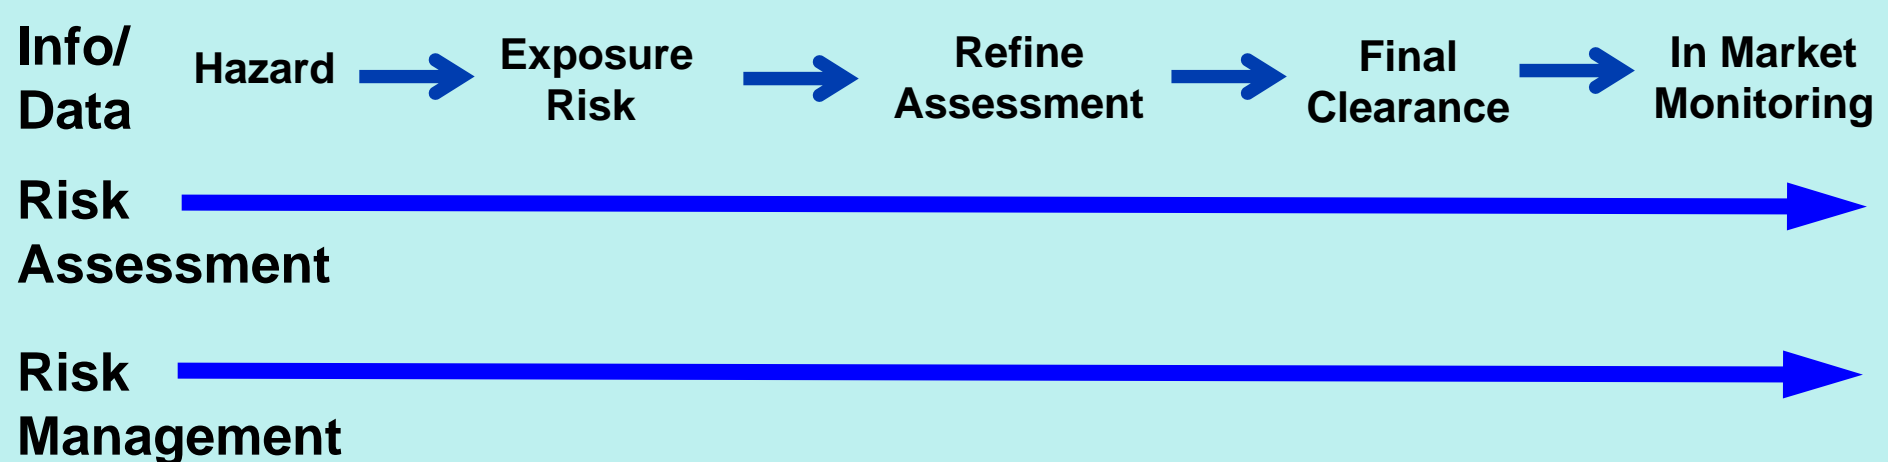 Info/
Data
Hazard
Exposure
Risk
Refine
Assessment
Final
Clearance
In Market
Monitoring
Risk
Assessment
Risk
Management